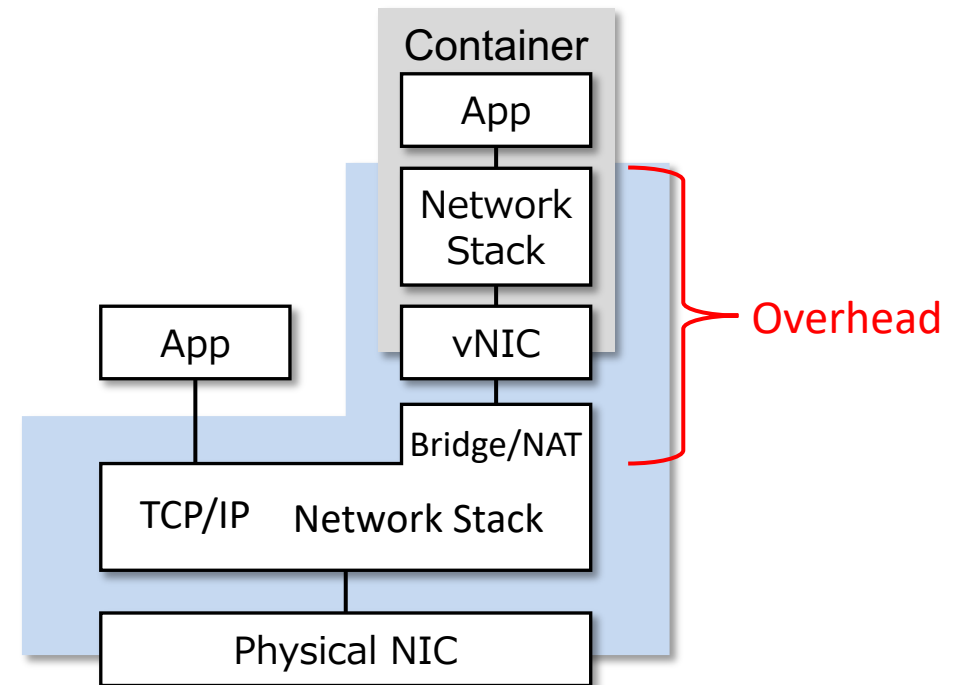 Container
App
Network
Stack
vNIC
Overhead
App
Bridge/NAT
TCP/IP Network Stack
Physical NIC